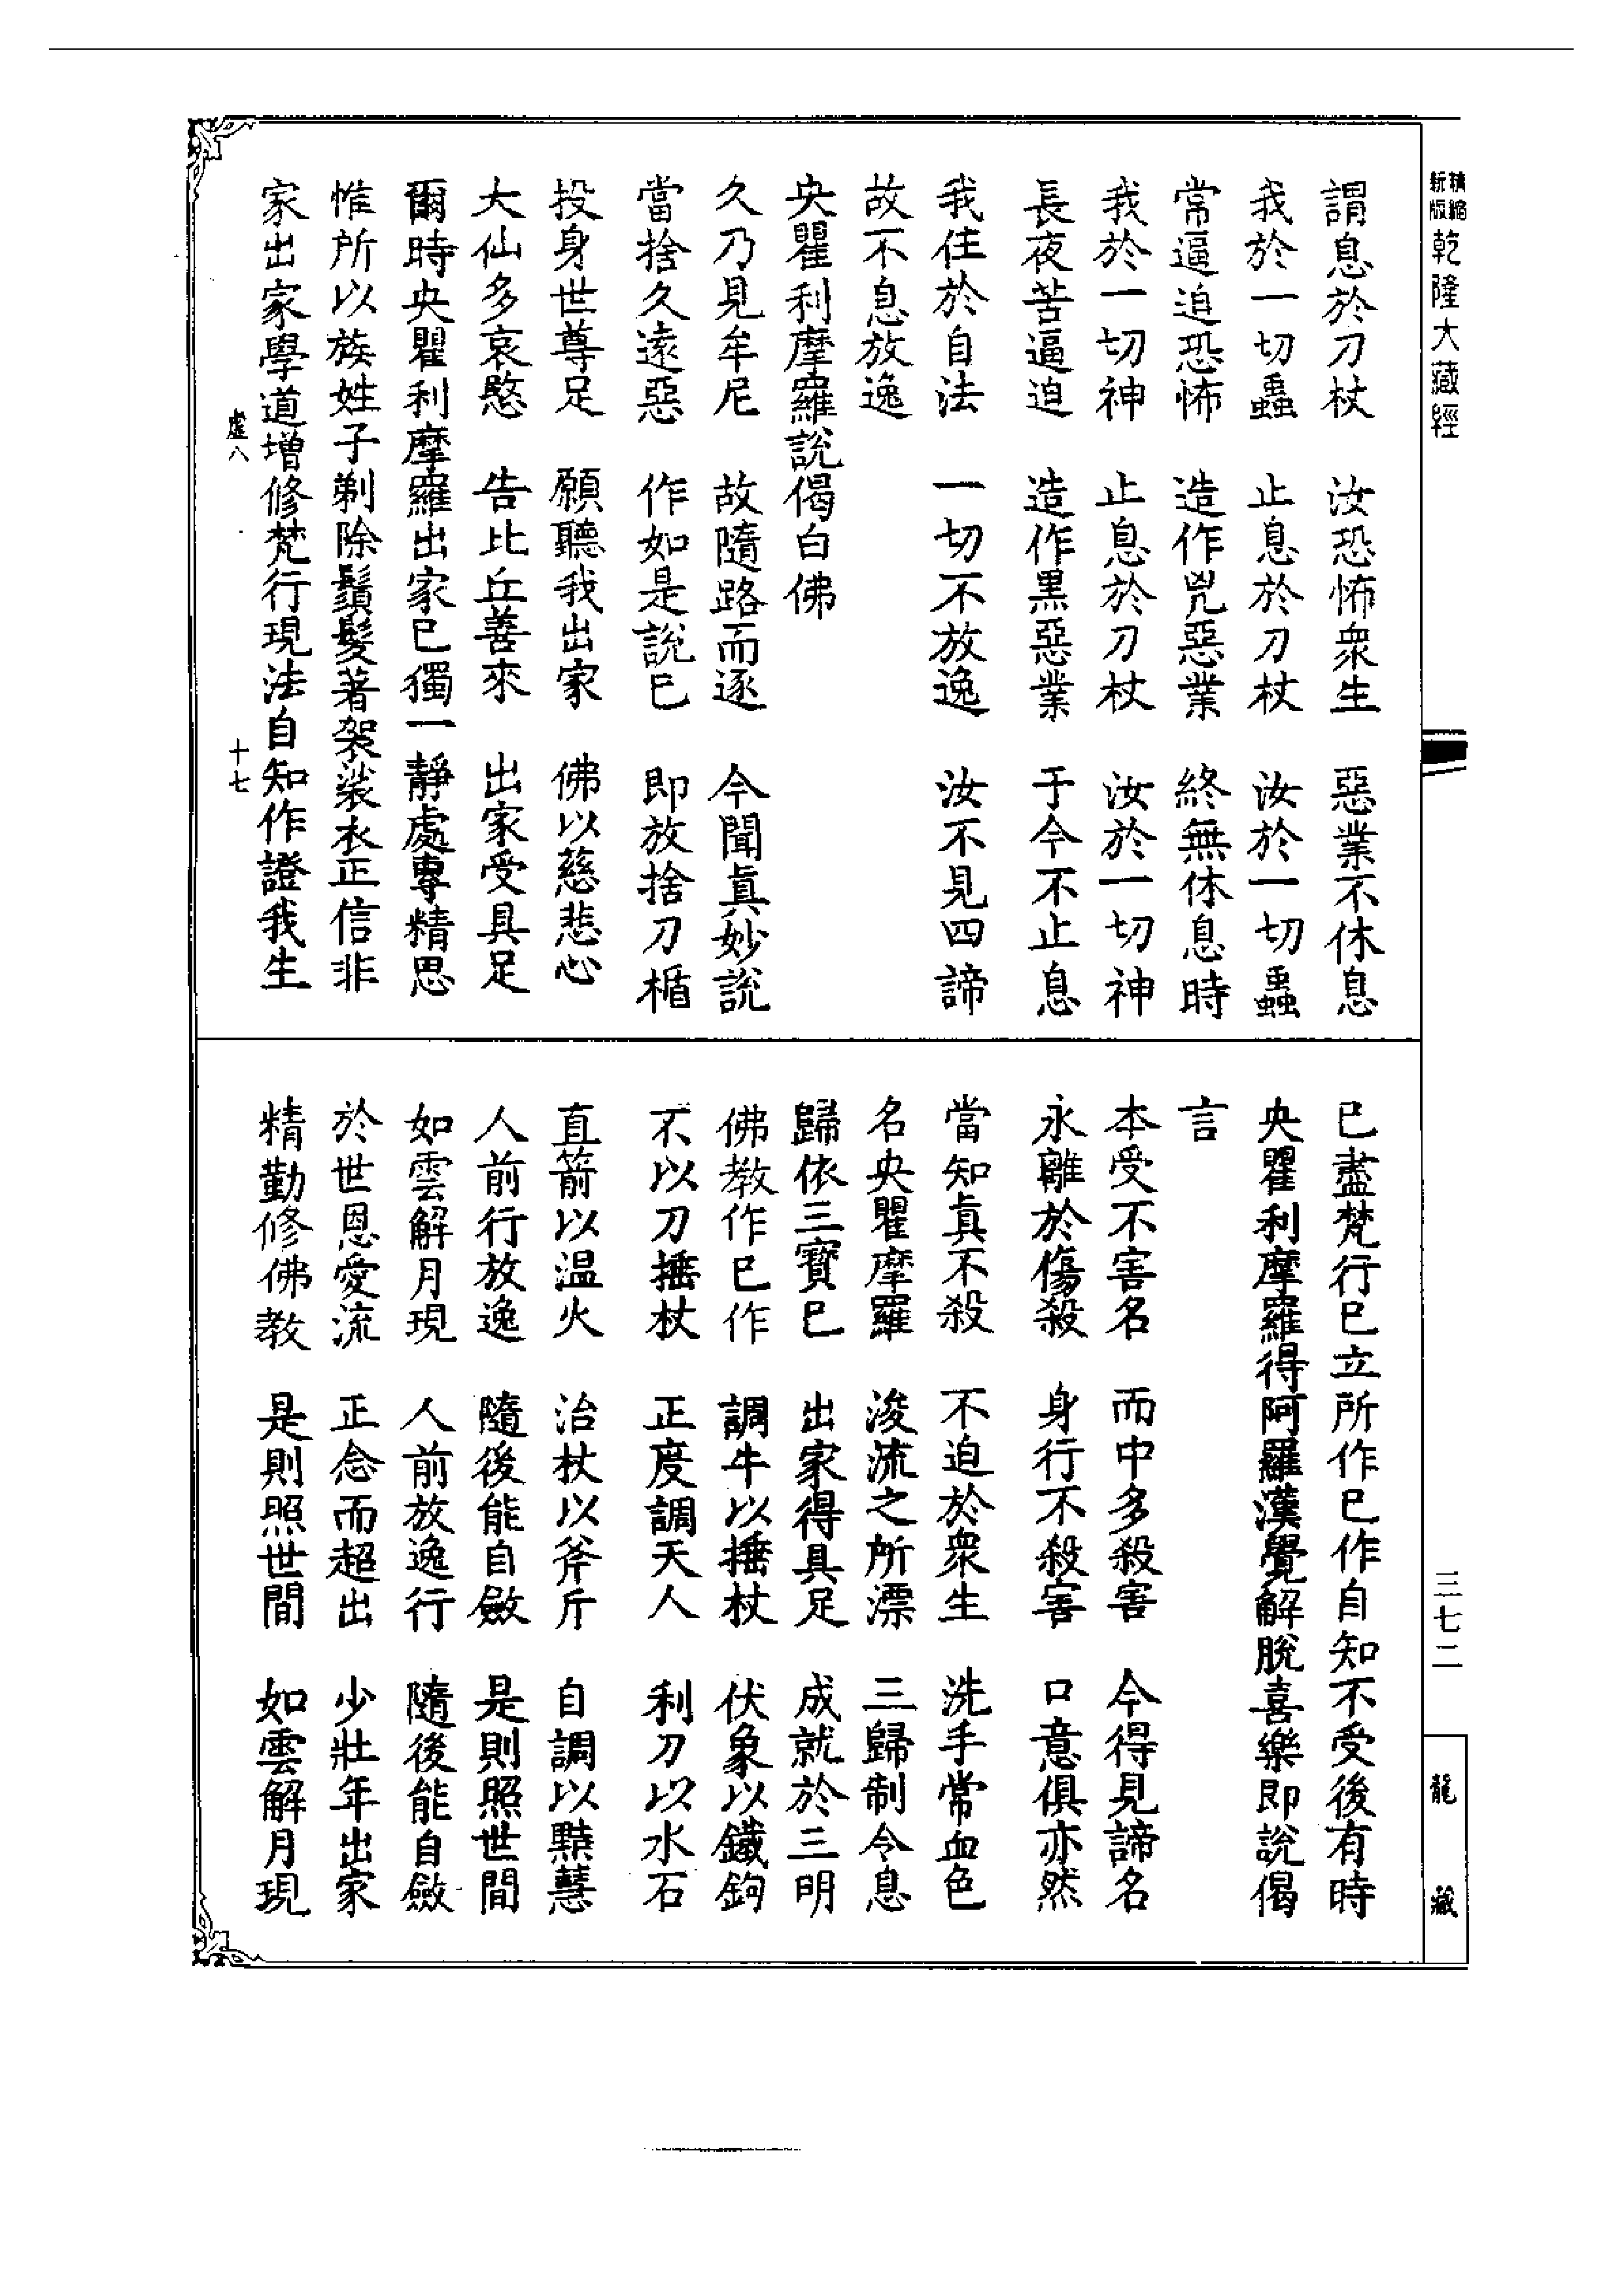 精縮新版乾隆大藏經
三七二
龍藏
謂息於刀杖　汝恐怖衆生　惡業不休息
我於一切蟲　止息於刀杖　汝於一切蟲
常逼迫恐怖　造作兇惡業　終無休息時
我於一切神　止息於刀杖　汝於一切神
長夜苦逼迫　造作黑惡業　于今不止息
我住於自法　一切不放逸　汝不見四諦
故不息放逸
央瞿利摩羅說偈白佛
久乃見牟尼　故隨路而逐　今聞真妙說
當捨久遠惡　作如是說已　即放捨刀楯
投身世尊足　願聽我出家　佛以慈悲心
大仙多哀愍　告比丘善來　出家受具足
爾時央瞿利摩羅出家已獨一靜處專精思
惟所以族姓子剃除鬚髮著袈裟衣正信非
家出家學道增修梵行現法自知作證我生
虛八　十七
已盡梵行已立所作已作自知不受後有時
央瞿利摩羅得阿羅漢覺解脫喜樂即說偈
言
本受不害名　而中多殺害　今得見諦名
永離於傷殺　身行不殺害　口意俱亦然
當知真不殺　不迫於衆生　洗手常血色
名央瞿摩羅　浚流之所漂　三歸制令息
歸依三寶已　出家得具足　成就於三明
佛教作已作　調牛以捶杖　伏象以鐵鉤
不以刀捶杖　正度調天人　利刀以水石
直箭以温火　治杖以斧斤　自調以黠慧
人前行放逸　隨後能自斂　是則照世間
如雲解月現　人前放逸行　隨後能自斂
於世恩愛流　正念而超出　少壯年出家
精勤修佛教　是則照世間　如雲解月現